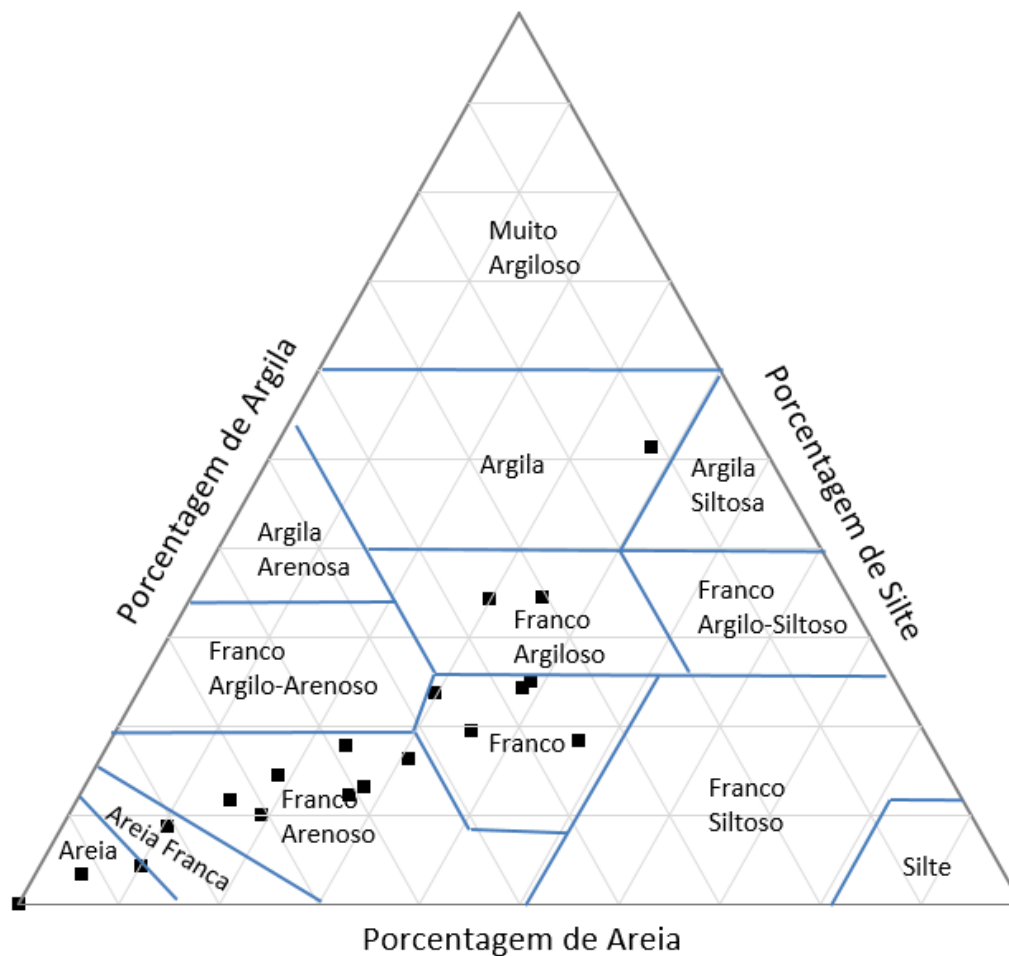 Muito
Argiloso
Porcentagem de Argila
Porcentagem de Silte
Argila
Argila
Siltosa
Argila
Arenosa
Franco
Argilo-Siltoso
Franco
Argiloso
Franco
Argilo-Arenoso
Franco
Franco
Siltoso
Franco
Arenoso
Areia Franca
Areia
Silte
Porcentagem de Areia